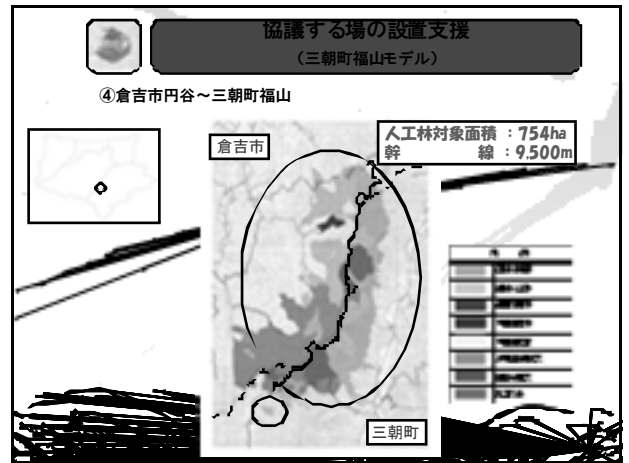 協議する場の設置支援
（三朝町福山モデル）
④倉吉市円谷～三朝町福山
人工林対象面積 ：754ha
幹　　　　線 ：9,500m
倉吉市
三朝町